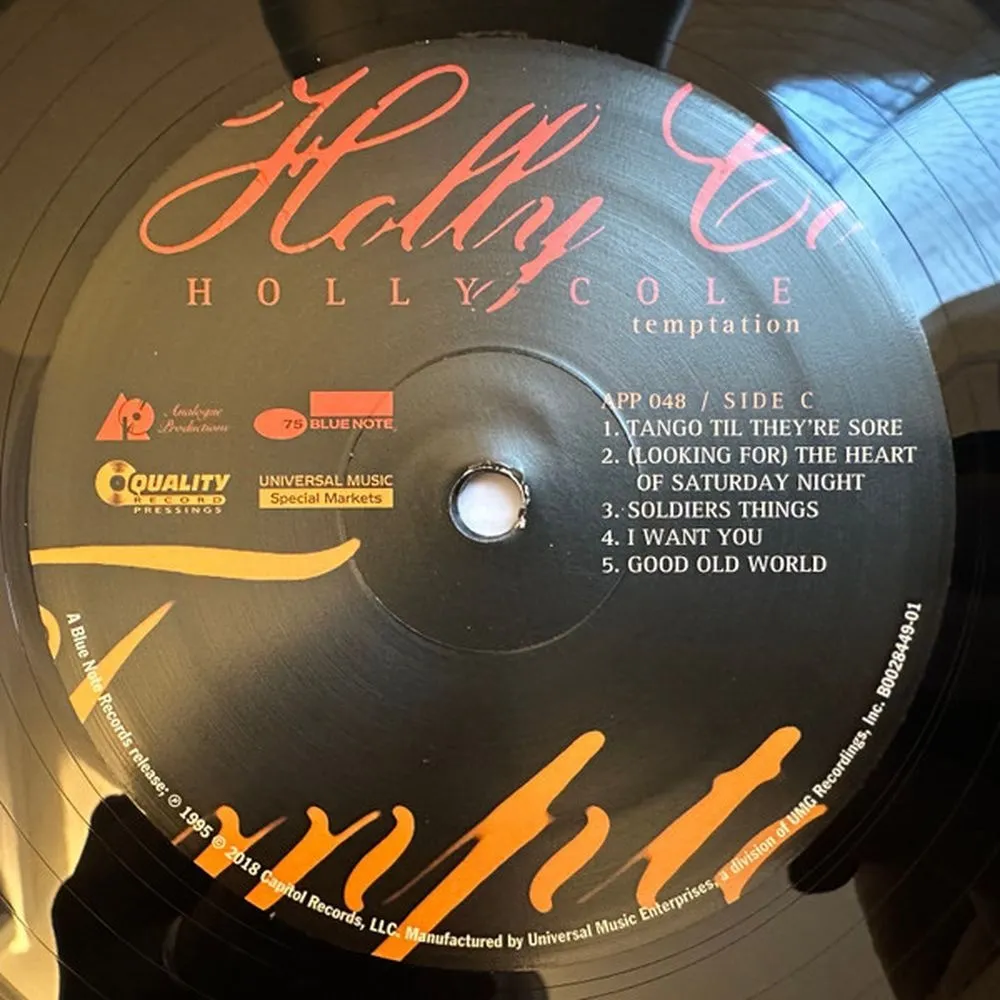 Holly Co
HOLLY COLE
temptation
Analogue
Productions
75 BLUE NOTE
QUALITY
RECORD
PRESSINGS
UNIVERSAL MUSIC
Special Markets
APP 048 / SIDE C
1. TANGO TIL THEY'RE SORE
2. (LOOKING FOR) THE HEART
OF SATURDAY NIGHT
3. SOLDIERS THINGS
4. I WANT YOU
5. GOOD OLD WORLD
A Blue Note Records release; ℗ 1995 © 2018 Capitol Records, LLC. Manufactured by Universal Music Enterprises, a division of UMG Recordings, Inc. B0028449-01